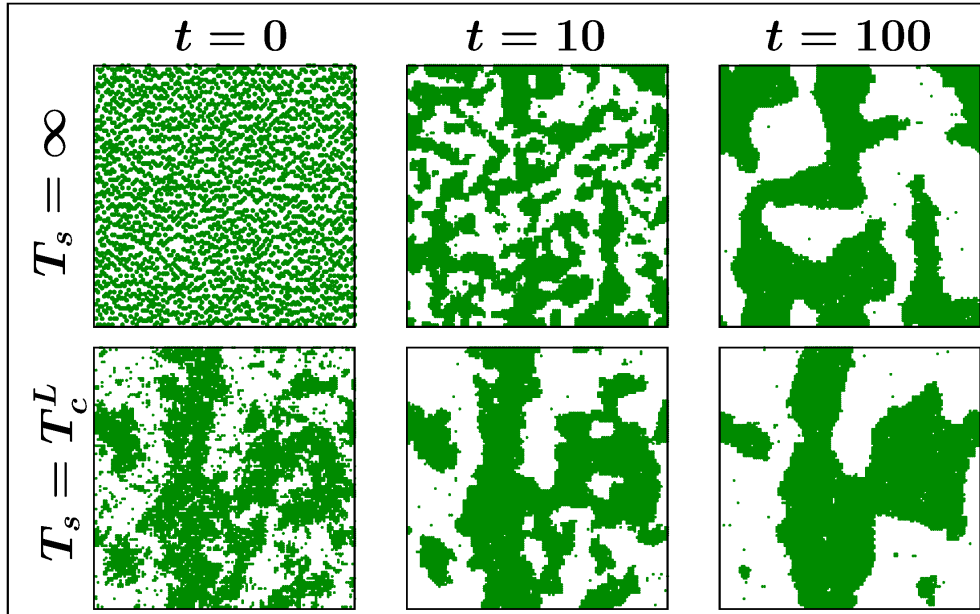 t = 0
t = 10
t = 100
T_s = ∞
T_s = T_c^L